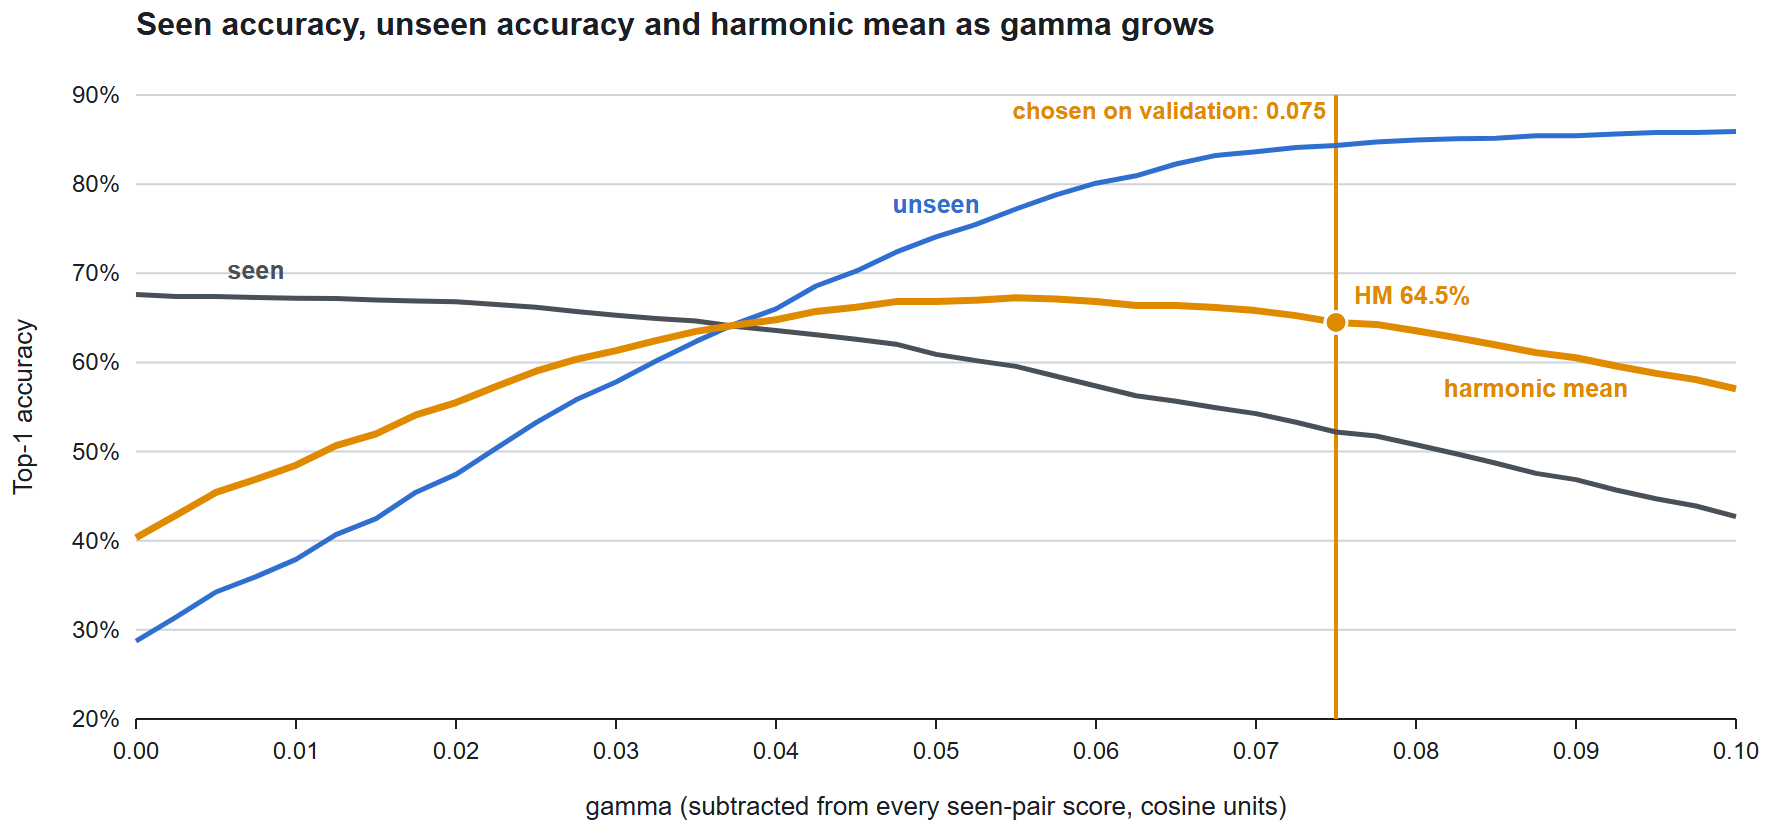 Seen accuracy, unseen accuracy and harmonic mean as gamma grows
90%
chosen on validation: 0.075
80%
unseen
70%
seen
HM 64.5%
60%
harmonic mean
50%
40%
30%
20%
Top-1 accuracy
0.00 0.01 0.02 0.03 0.04 0.05 0.06 0.07 0.08 0.09 0.10
gamma (subtracted from every seen-pair score, cosine units)